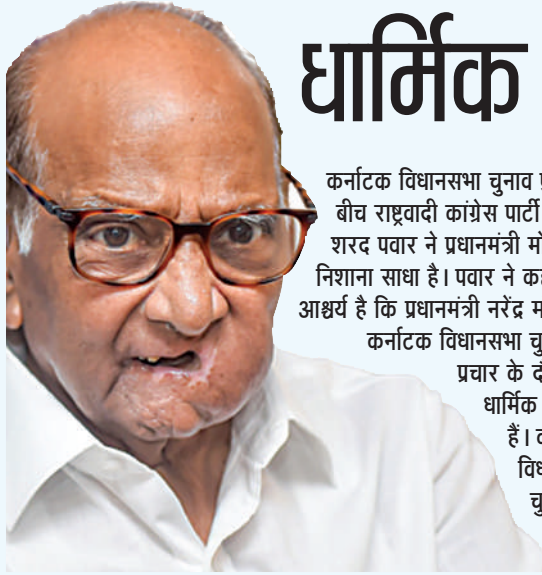 धार्मिक
कर्नाटक विधानसभा चुनाव
बीच राष्ट्रवादी कांग्रेस पार्टी
शरद पवार ने प्रधानमंत्री
निशाना साधा है। पवार ने
आश्चर्य है कि प्रधानमंत्री नरेंद्र
कर्नाटक विधानसभा
प्रचार के
धार्मिक
हैं।